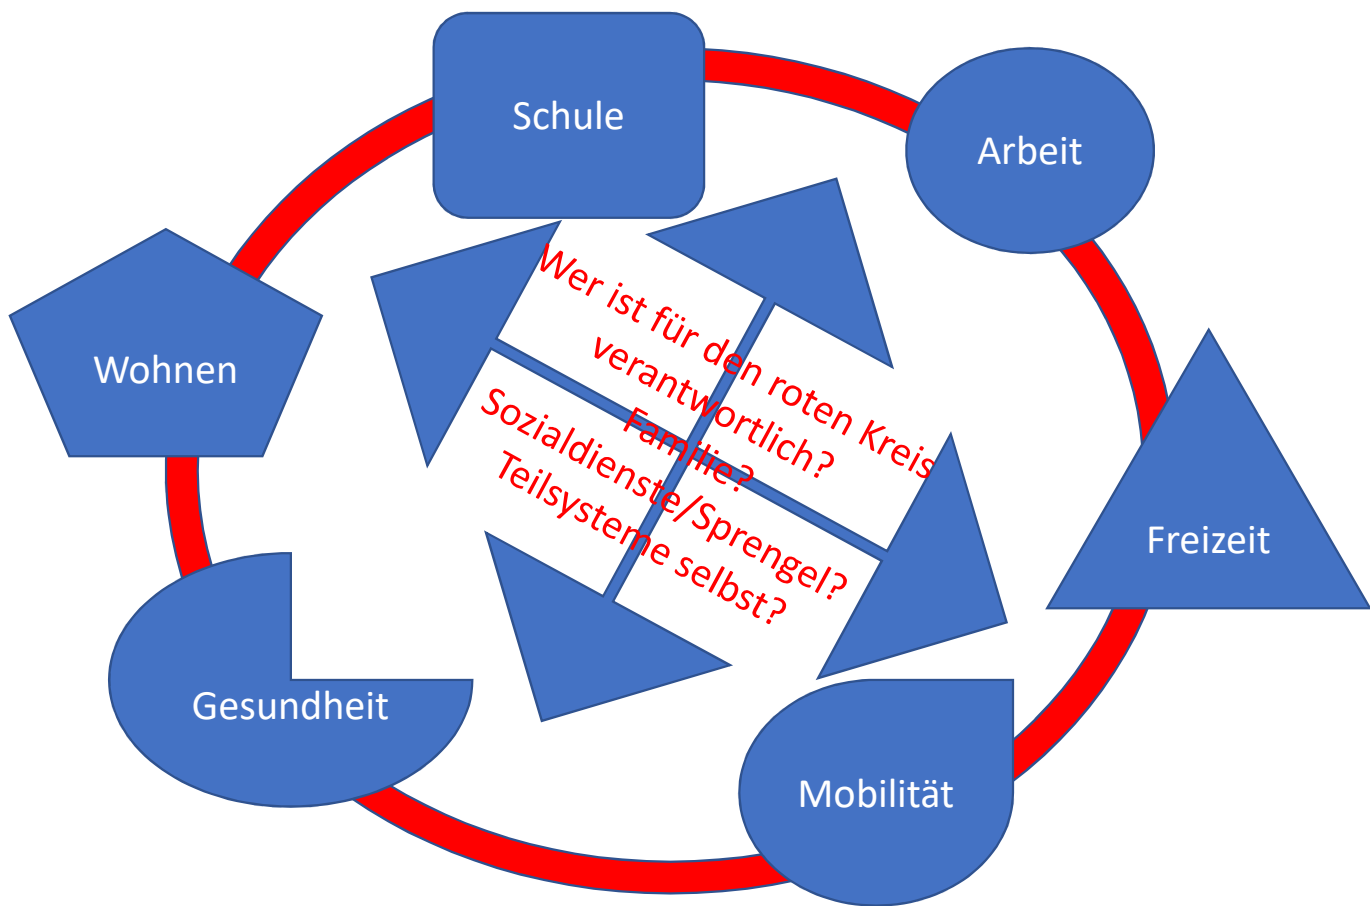 Schule
Arbeit
Wohnen
Wer ist für den roten Kreis
verantwortlich?
Familie?
Sozialdienste/Sprengel?
Teilsysteme selbst?
Freizeit
Gesundheit
Mobilität